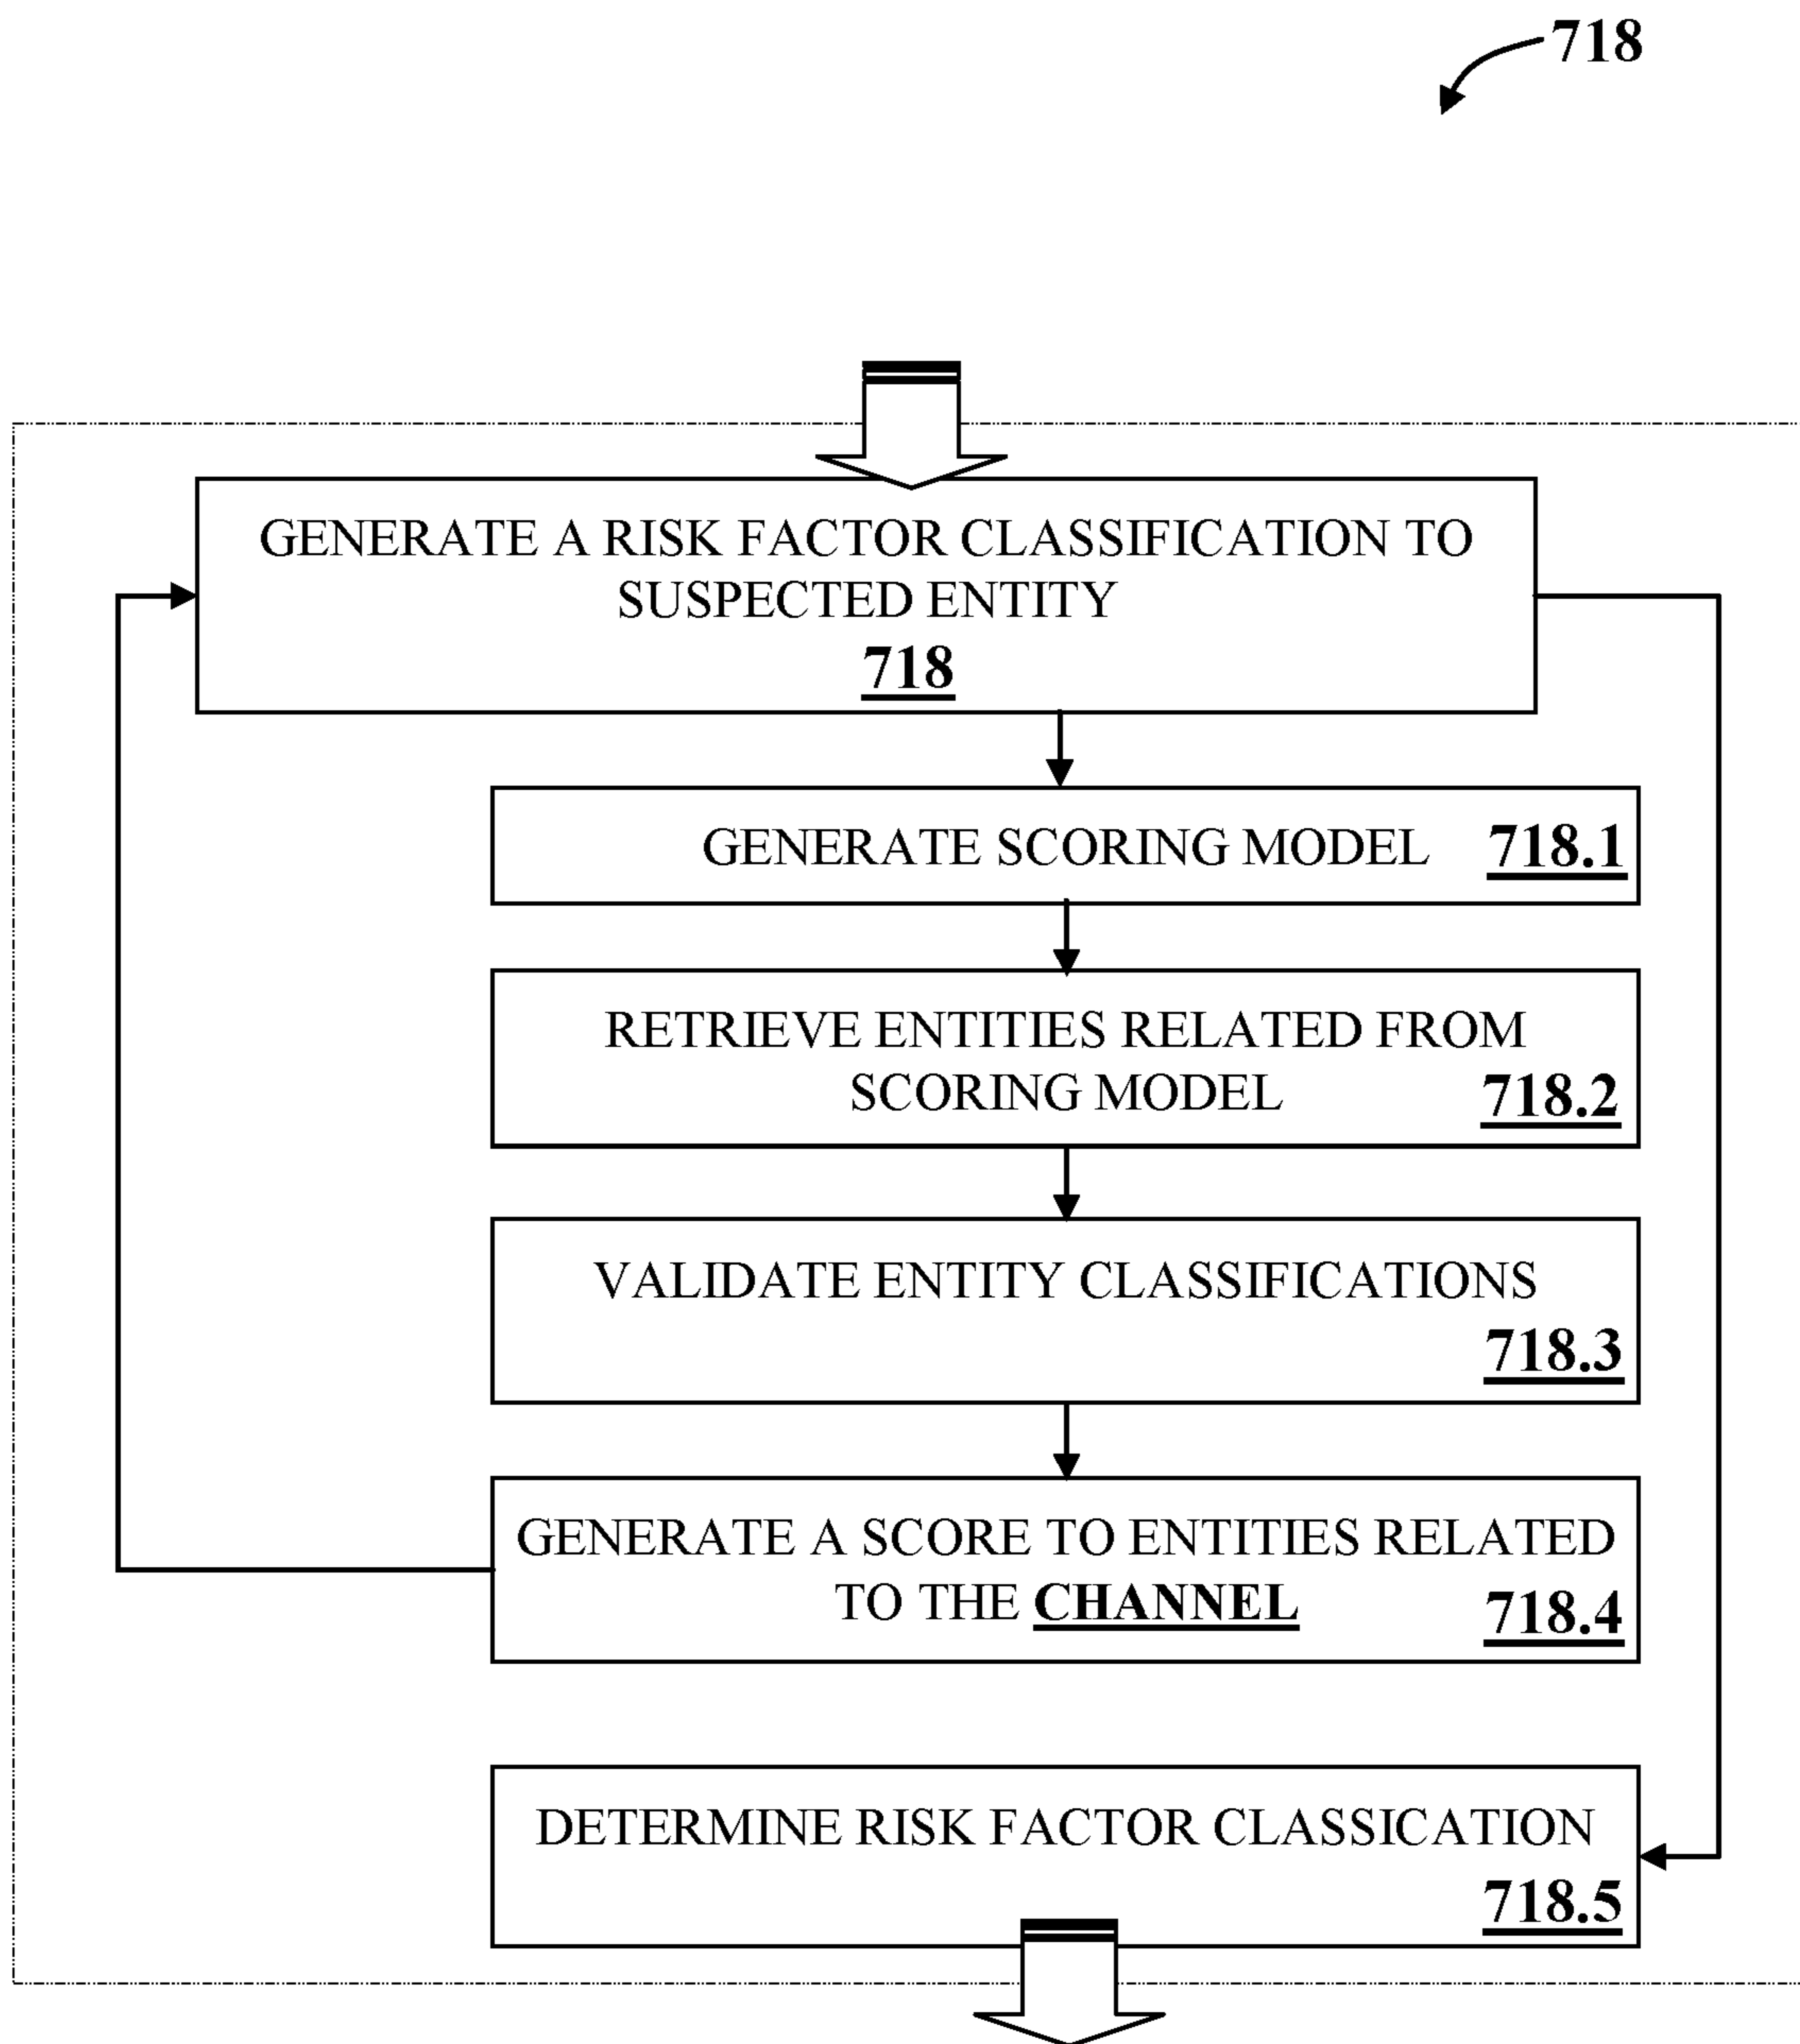 718
GENERATE A RISK FACTOR CLASSIFICATION TO
SUSPECTED ENTITY
718
GENERATE SCORING MODEL 718.1
RETRIEVE ENTITIES RELATED FROM
SCORING MODEL 718.2
VALIDATE ENTITY CLASSIFICATIONS
718.3
GENERATE A SCORE TO ENTITIES RELATED
TO THE CHANNEL 718.4
DETERMINE RISK FACTOR CLASSICATION
718.5